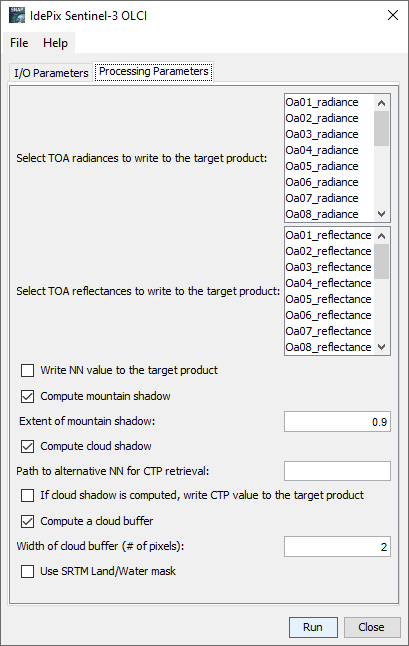 SNAP
IdePix Sentinel-3 OLCI
File Help
I/O Parameters Processing Parameters
Oa01_radiance
Oa02_radiance
Oa03_radiance
Oa04_radiance
Select TOA radiances to write to the target product:
Oa05_radiance
Oa06_radiance
Oa07_radiance
Oa08_radiance
Oa01_reflectance
Oa02_reflectance
Oa03_reflectance
Oa04_reflectance
Select TOA reflectances to write to the target product:
Oa05_reflectance
Oa06_reflectance
Oa07_reflectance
Oa08_reflectance
Write NN value to the target product
Compute mountain shadow
Extent of mountain shadow: 0.9
Compute cloud shadow
Path to alternative NN for CTP retrieval:
If cloud shadow is computed, write CTP value to the target product
Compute a cloud buffer
Width of cloud buffer (# of pixels): 2
Use SRTM Land/Water mask
Run Close